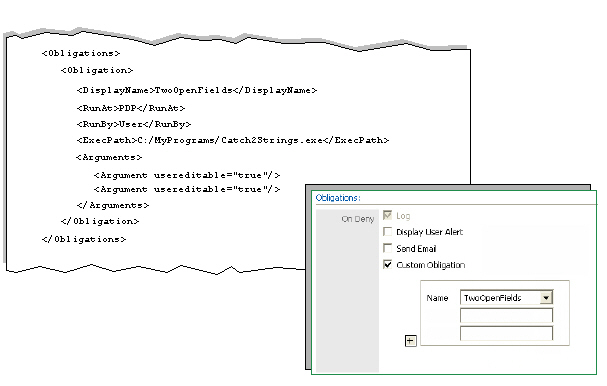 <Obligations>
<Obligation>
<DisplayName>TwoOpenFields</DisplayName>
<RunAt>PDP</RunAt>
<RunBy>User</RunBy>
<ExecPath>C:/MyPrograms/Catch2Strings.exe</ExecPath>
<Arguments>
<Argument usereditable="true"/>
<Argument usereditable="true"/>
</Arguments>
</Obligation>
</Obligations>
Obligations:
On Deny
Log
Display User Alert
Send Email
Custom Obligation
Name TwoOpenFields